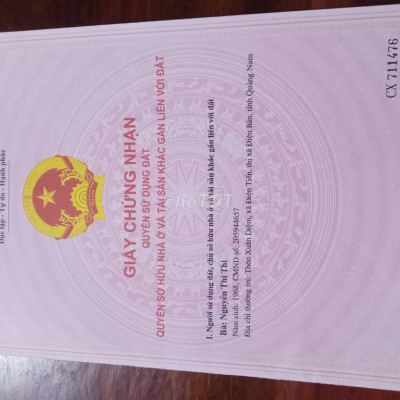 Độc lập - Tự do - Hạnh phúc
GIẤY CHỨNG NHẬN
QUYỀN SỬ DỤNG ĐẤT
QUYỀN SỞ HỮU NHÀ Ở VÀ TÀI SẢN KHÁC GẮN LIỀN VỚI ĐẤT
I. Người sử dụng đất, chủ sở hữu nhà ở và tài sản khác gắn liền với đất
Bà: Nguyễn Thị Thi
Năm sinh: 1968, CMND số: 205944657
Địa chỉ thường trú: Thôn Xuân Diệm, xã Điện Tiến, thị xã Điện Bàn, tỉnh Quảng Nam
CX 711476